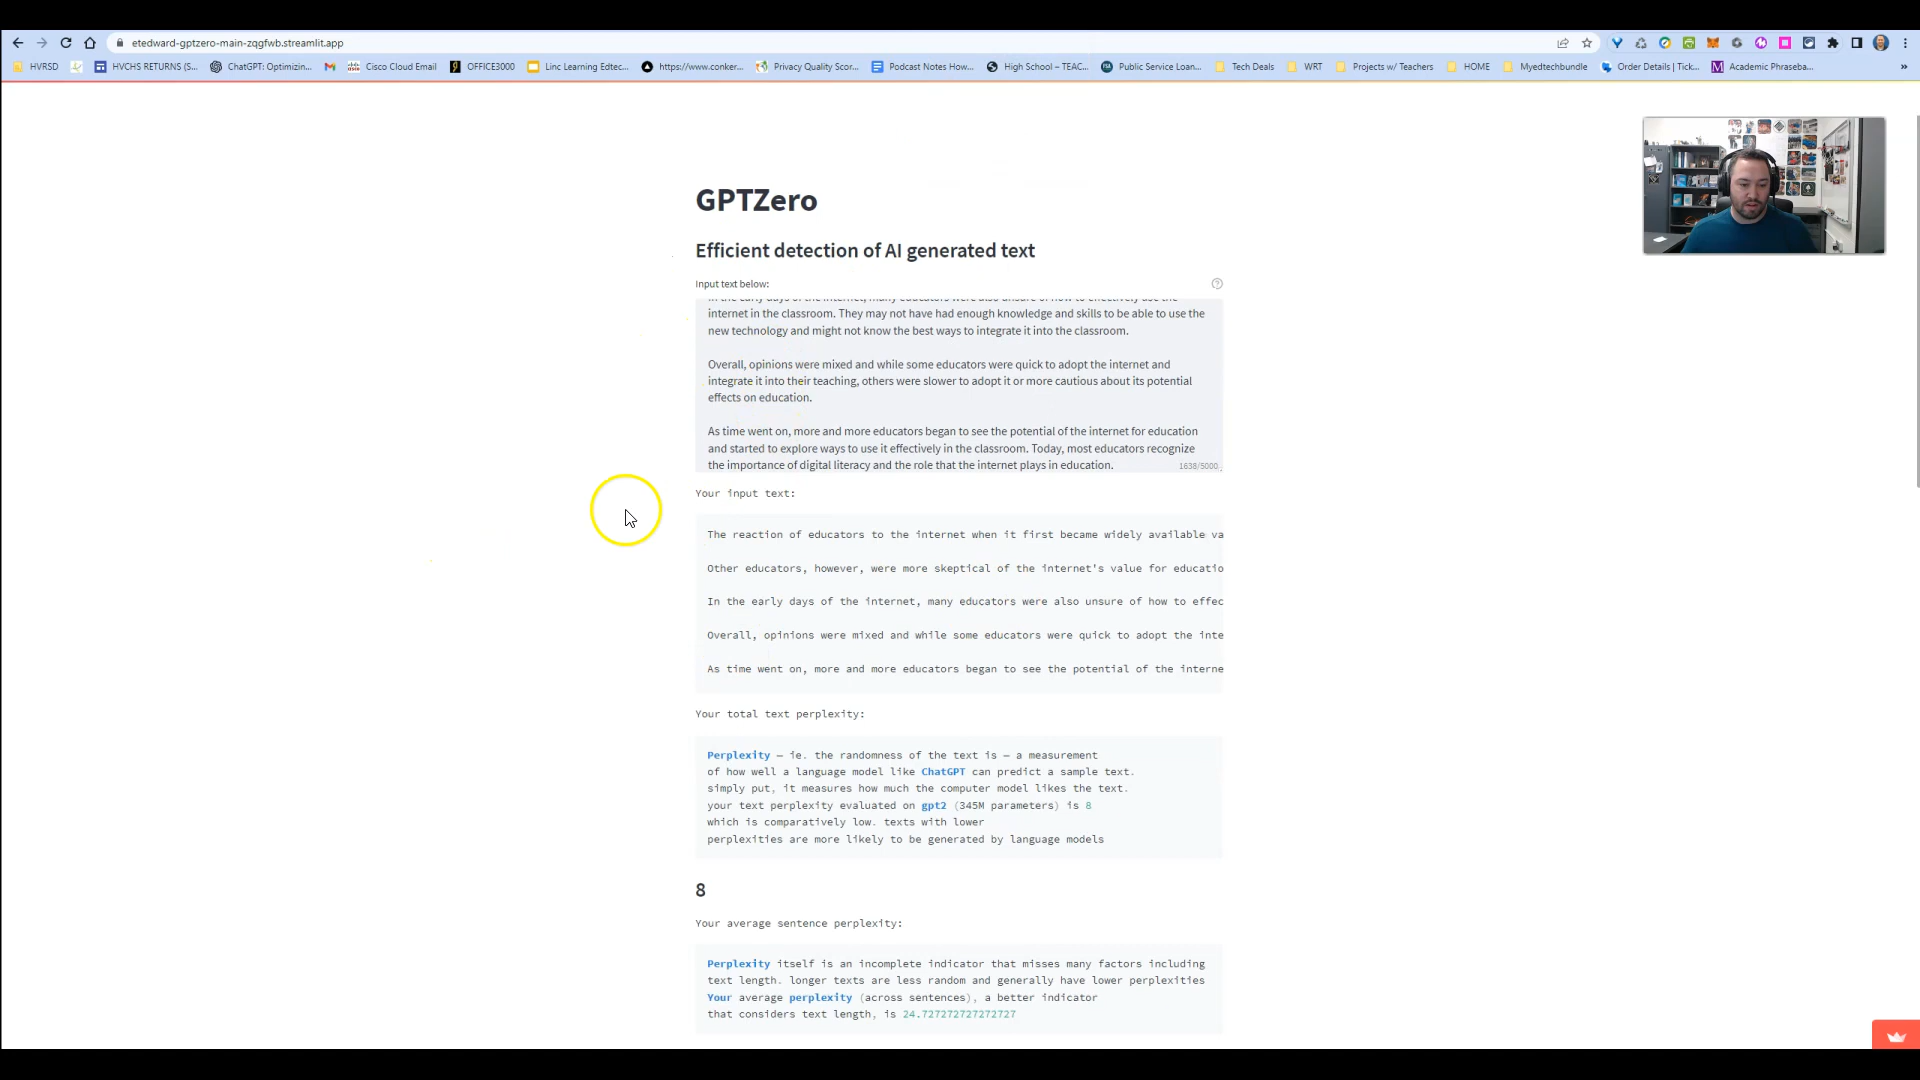 etedward-gptzero-main-zqgfwb.streamlit.app
HVRSD
HVCHS RETURNS (S...
ChatGPT: Optimizin...
Cisco Cloud Email
OFFICE3000
Linc Learning Edtec...
https://www.conker...
Privacy Quality Scor...
Podcast Notes How...
High School – TEAC...
Public Service Loan...
Tech Deals
WRT
Projects w/ Teachers
HOME
Myedtechbundle
Order Details | Tick...
Academic Phraseba...
»
GPTZero
Efficient detection of AI generated text
Input text below:
In the early days of the internet, many educators were also unsure of how to effectively use the
internet in the classroom. They may not have had enough knowledge and skills to be able to use the
new technology and might not know the best ways to integrate it into the classroom.
Overall, opinions were mixed and while some educators were quick to adopt the internet and
integrate it into their teaching, others were slower to adopt it or more cautious about its potential
effects on education.
As time went on, more and more educators began to see the potential of the internet for education
and started to explore ways to use it effectively in the classroom. Today, most educators recognize
the importance of digital literacy and the role that the internet plays in education.
1638/5000
Your input text:
The reaction of educators to the internet when it first became widely available va
Other educators, however, were more skeptical of the internet's value for educatio
In the early days of the internet, many educators were also unsure of how to effec
Overall, opinions were mixed and while some educators were quick to adopt the inte
As time went on, more and more educators began to see the potential of the interne
Your total text perplexity:
Perplexity — ie. the randomness of the text is — a measurement
of how well a language model like ChatGPT can predict a sample text.
simply put, it measures how much the computer model likes the text.
your text perplexity evaluated on gpt2 (345M parameters) is 8
which is comparatively low. texts with lower
perplexities are more likely to be generated by language models
8
Your average sentence perplexity:
Perplexity itself is an incomplete indicator that misses many factors including
text length. longer texts are less random and generally have lower perplexities
Your average perplexity (across sentences), a better indicator
that considers text length, is 24.727272727272727